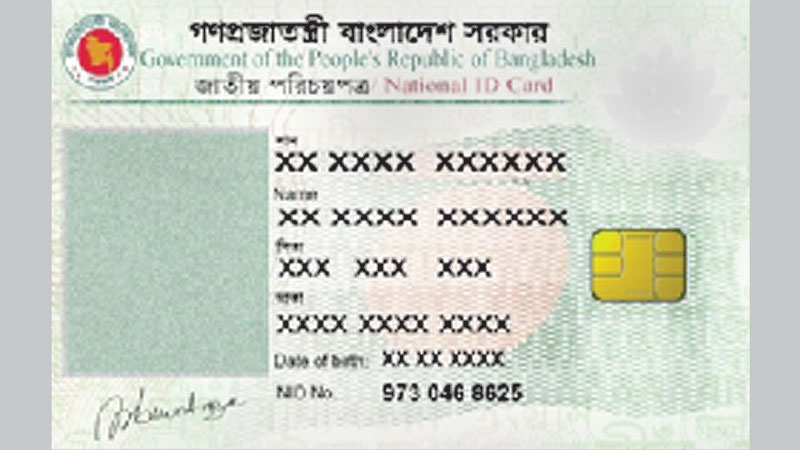 গণপ্রজাতন্ত্রী বাংলাদেশ সরকার
Government of the People's Republic of Bangladesh
জাতীয় পরিচয়পত্র / National ID Card
XX XXXX XXXXXX
Name
XX XXXX XXXXXX
পিতা
XXX XXX XXX
মাতা
XXXX XXXX XXXX
Date of birth: XX XX XXXX
NID No. 973 046 8625